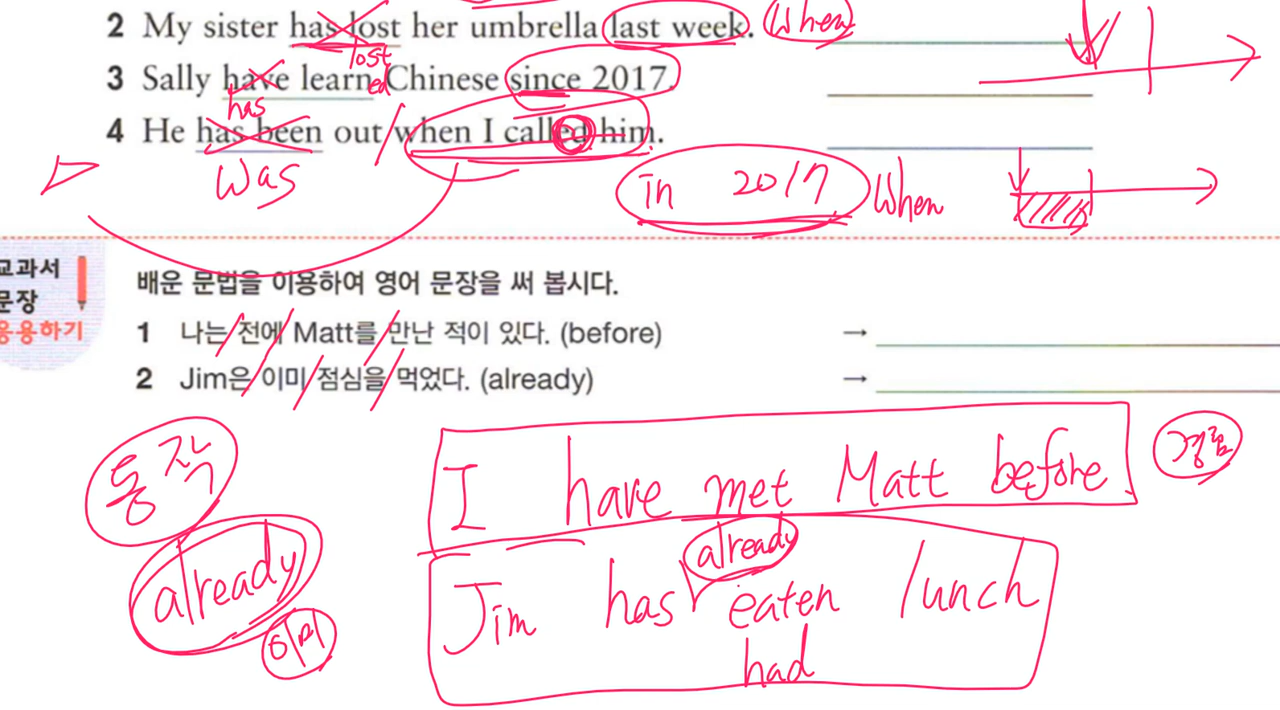 2 My sister has lost her umbrella last week. When
lost
3 Sally have learn Chinese since 2017.
ed
has
4 He has been out / when I called him.
was
in 2017 When
교과서
문장
응용하기
배운 문법을 이용하여 영어 문장을 써 봅시다.
1 나는 전에 Matt를 만난 적이 있다. (before) →
2 Jim은 이미 점심을 먹었다. (already) →
동작
already
이미
I have met Matt before.
already
Jim has eaten lunch
had